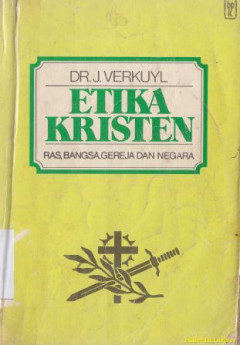 DR. J. VERKUYL
ETIKA
KRISTEN
RAS, BANGSA, GEREJA DAN NEGARA